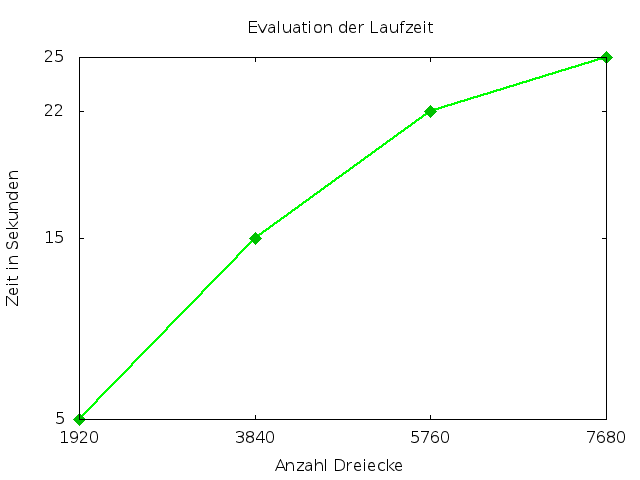 Evaluation der Laufzeit
25
22
15
5
1920 3840 5760 7680
Zeit in Sekunden
Anzahl Dreiecke